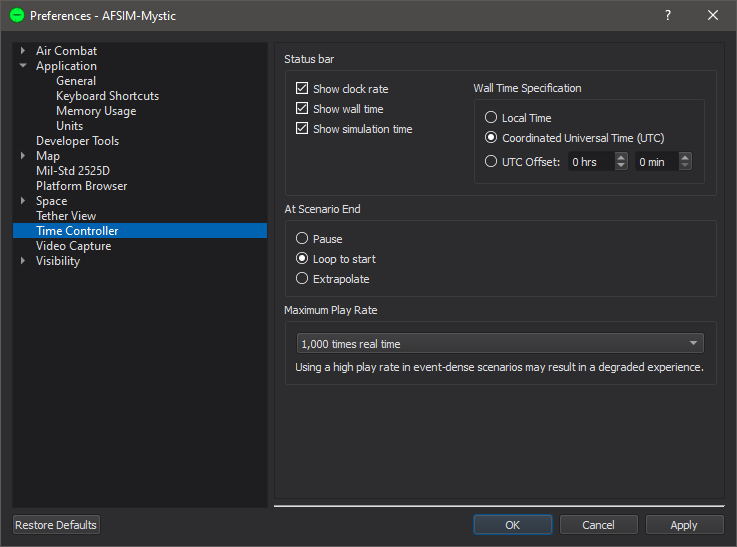 Preferences - AFSIM-Mystic
Air Combat
Application
General
Keyboard Shortcuts
Memory Usage
Units
Developer Tools
Map
Mil-Std 2525D
Platform Browser
Space
Tether View
Time Controller
Video Capture
Visibility
Status bar
Show clock rate
Show wall time
Show simulation time
Wall Time Specification
Local Time
Coordinated Universal Time (UTC)
UTC Offset: 0 hrs 0 min
At Scenario End
Pause
Loop to start
Extrapolate
Maximum Play Rate
1,000 times real time
Using a high play rate in event-dense scenarios may result in a degraded experience.
Restore Defaults OK Cancel Apply